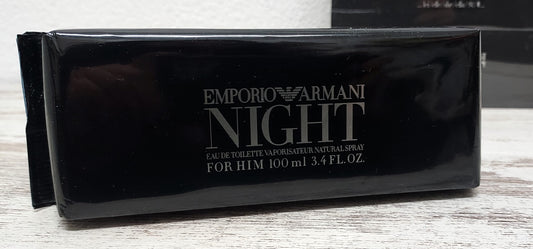 EMPORIO ARMANI
NIGHT
EAU DE TOILETTE VAPORISATEUR NATURAL SPRAY
FOR HIM 100 ml 3.4 FL. OZ.